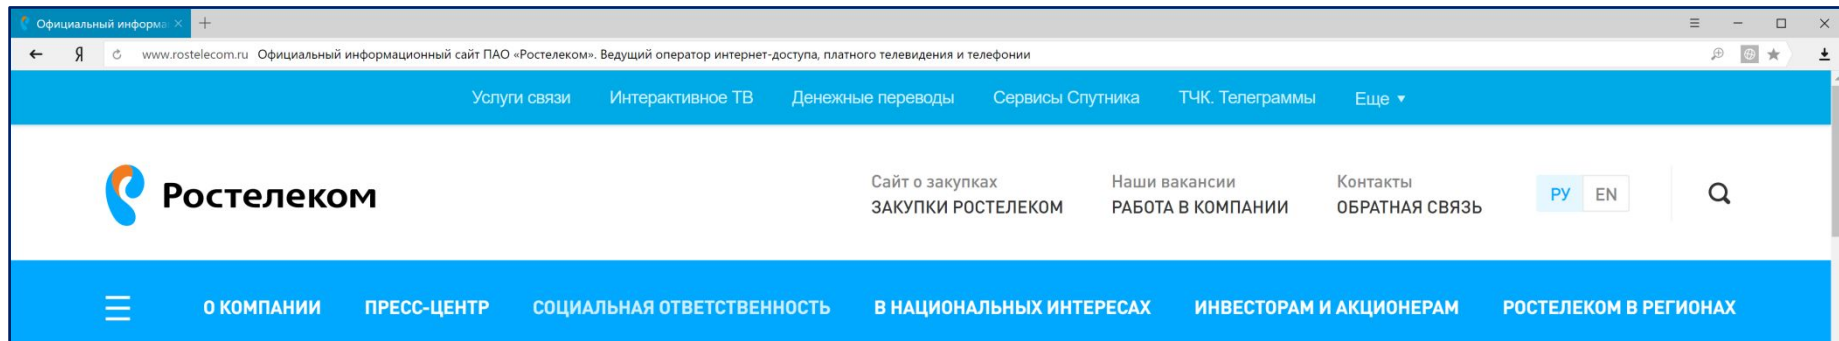 Официальный информа
www.rostelecom.ru Официальный информационный сайт ПАО «Ростелеком». Ведущий оператор интернет-доступа, платного телевидения и телефонии
Услуги связи Интерактивное ТВ Денежные переводы Сервисы Спутника ТЧК. Телеграммы Еще
Ростелеком
Сайт о закупках Наши вакансии Контакты
ЗАКУПКИ РОСТЕЛЕКОМ РАБОТА В КОМПАНИИ ОБРАТНАЯ СВЯЗЬ
РУ EN
О КОМПАНИИ ПРЕСС-ЦЕНТР СОЦИАЛЬНАЯ ОТВЕТСТВЕННОСТЬ В НАЦИОНАЛЬНЫХ ИНТЕРЕСАХ ИНВЕСТОРАМ И АКЦИОНЕРАМ РОСТЕЛЕКОМ В РЕГИОНАХ